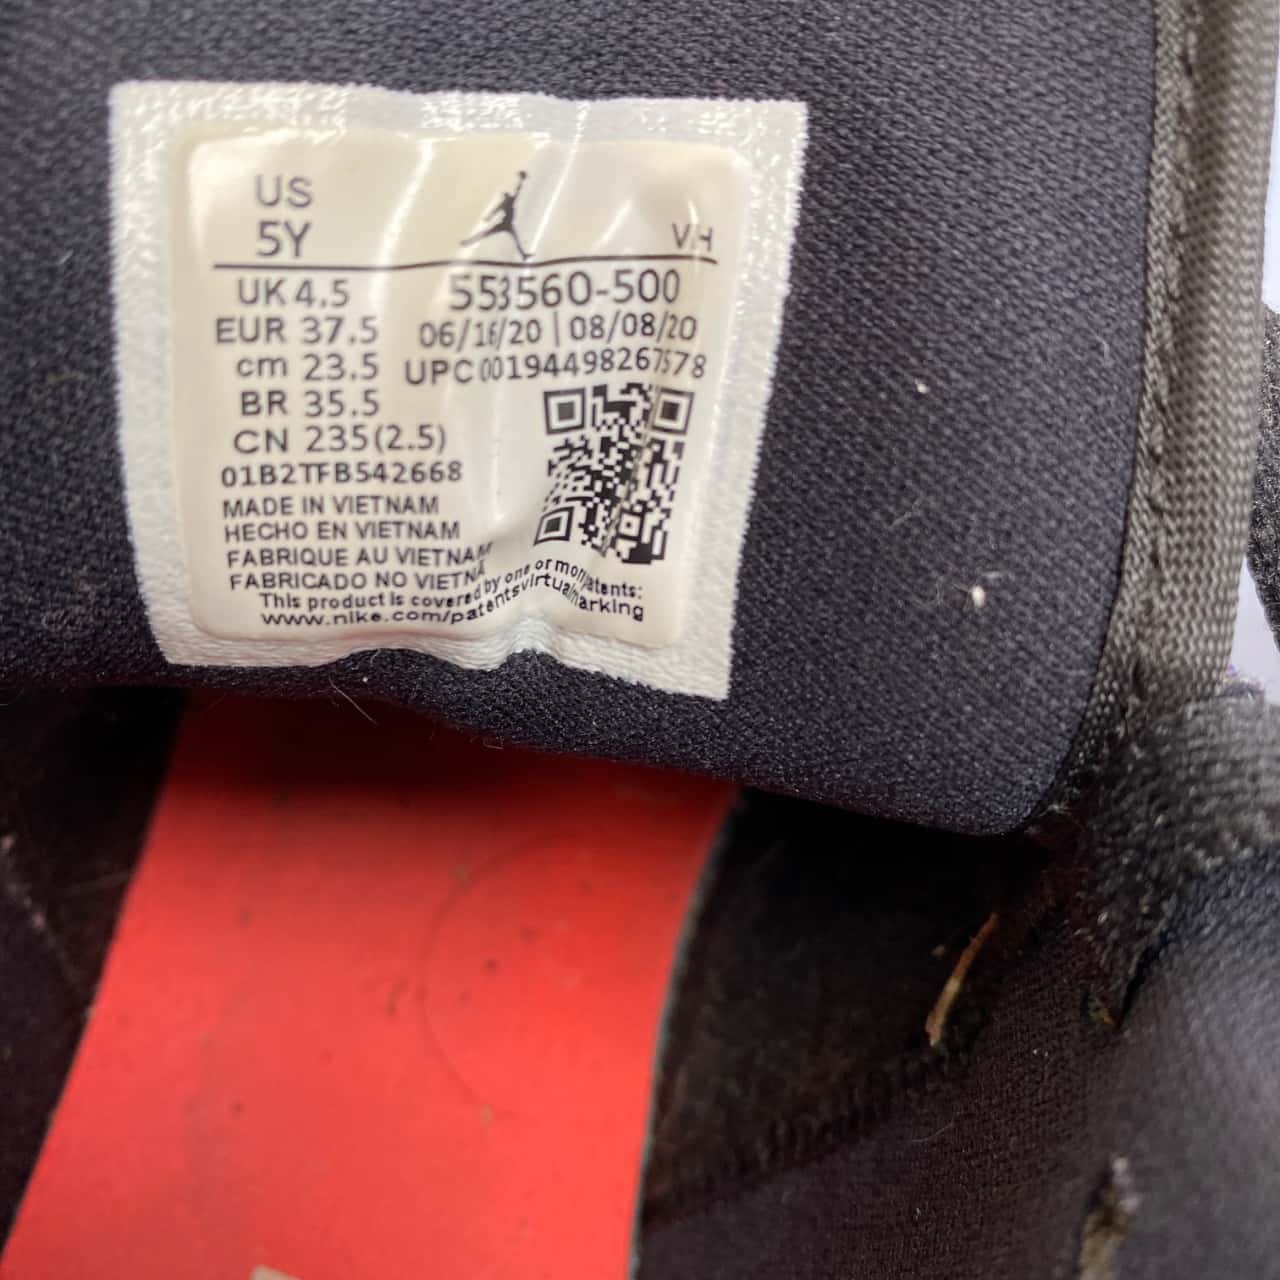 US
5Y
VH
UK 4.5
553560-500
EUR 37.5
06/16/20 | 08/08/20
cm 23.5
UPC 00194498267578
BR 35.5
CN 235(2.5)
01B2TFB542668
MADE IN VIETNAM
HECHO EN VIETNAM
FABRIQUE AU VIETNAM
FABRICADO NO VIETNA
This product is covered by one or more patents:
www.nike.com/patentsvirtualmarking